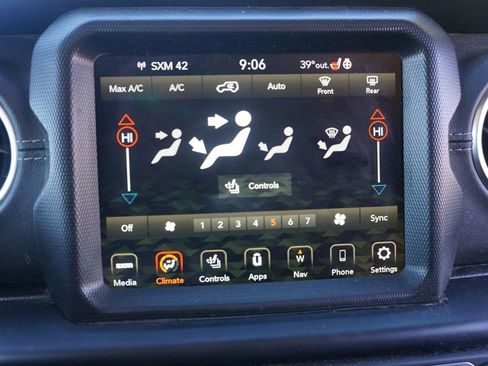 SXM 42 9:06 39°out.
Max A/C A/C Auto Front Rear
HI HI
Controls
Off 1 2 3 4 5 6 7 Sync
SXM
W
Media Climate Controls Apps Nav Phone Settings